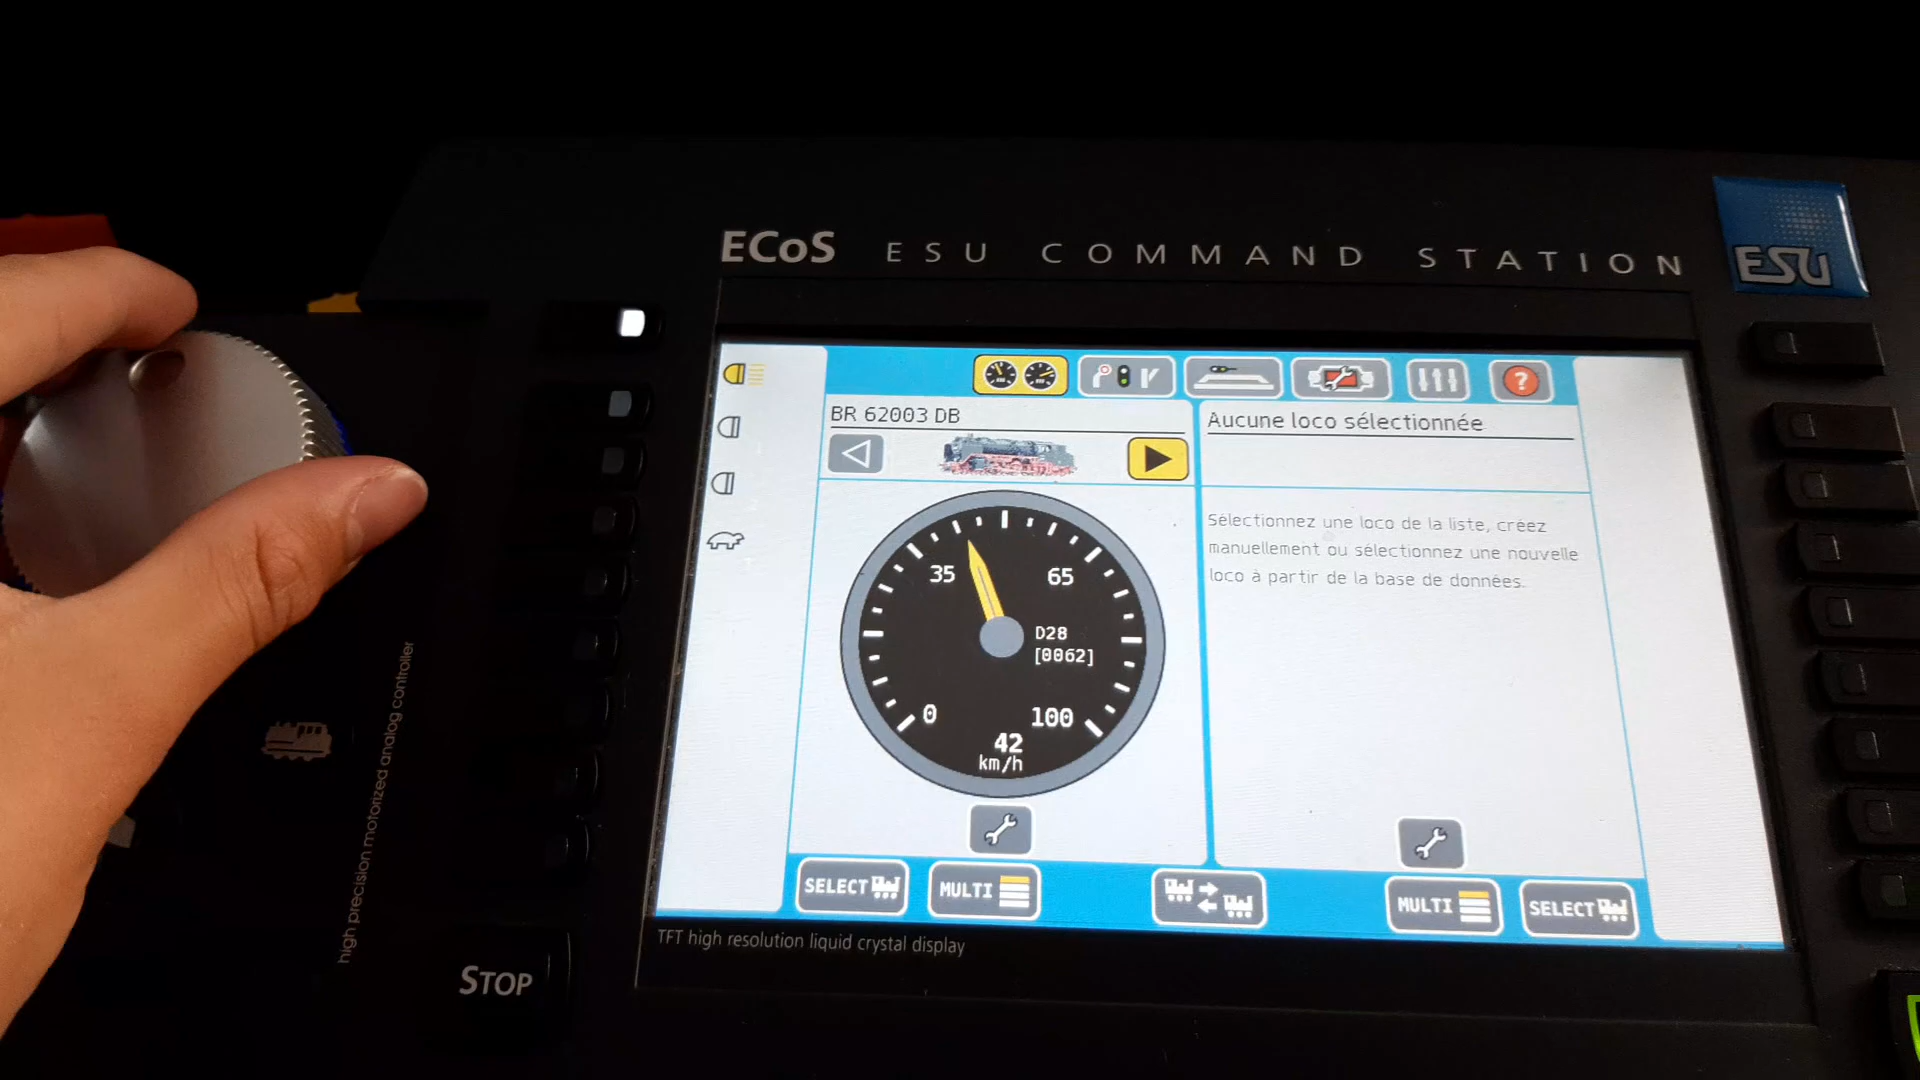 ECoS ESU COMMAND STATION
ESU
BR 62003 DB
Aucune loco sélectionnée
Sélectionnez une loco de la liste, créez
manuellement ou sélectionnez une nouvelle
loco à partir de la base de données.
35
65
D28
[0062]
0
100
42
km/h
SELECT
MULTI
MULTI
SELECT
TFT high resolution liquid crystal display
high precision motorized analog controller
STOP
?